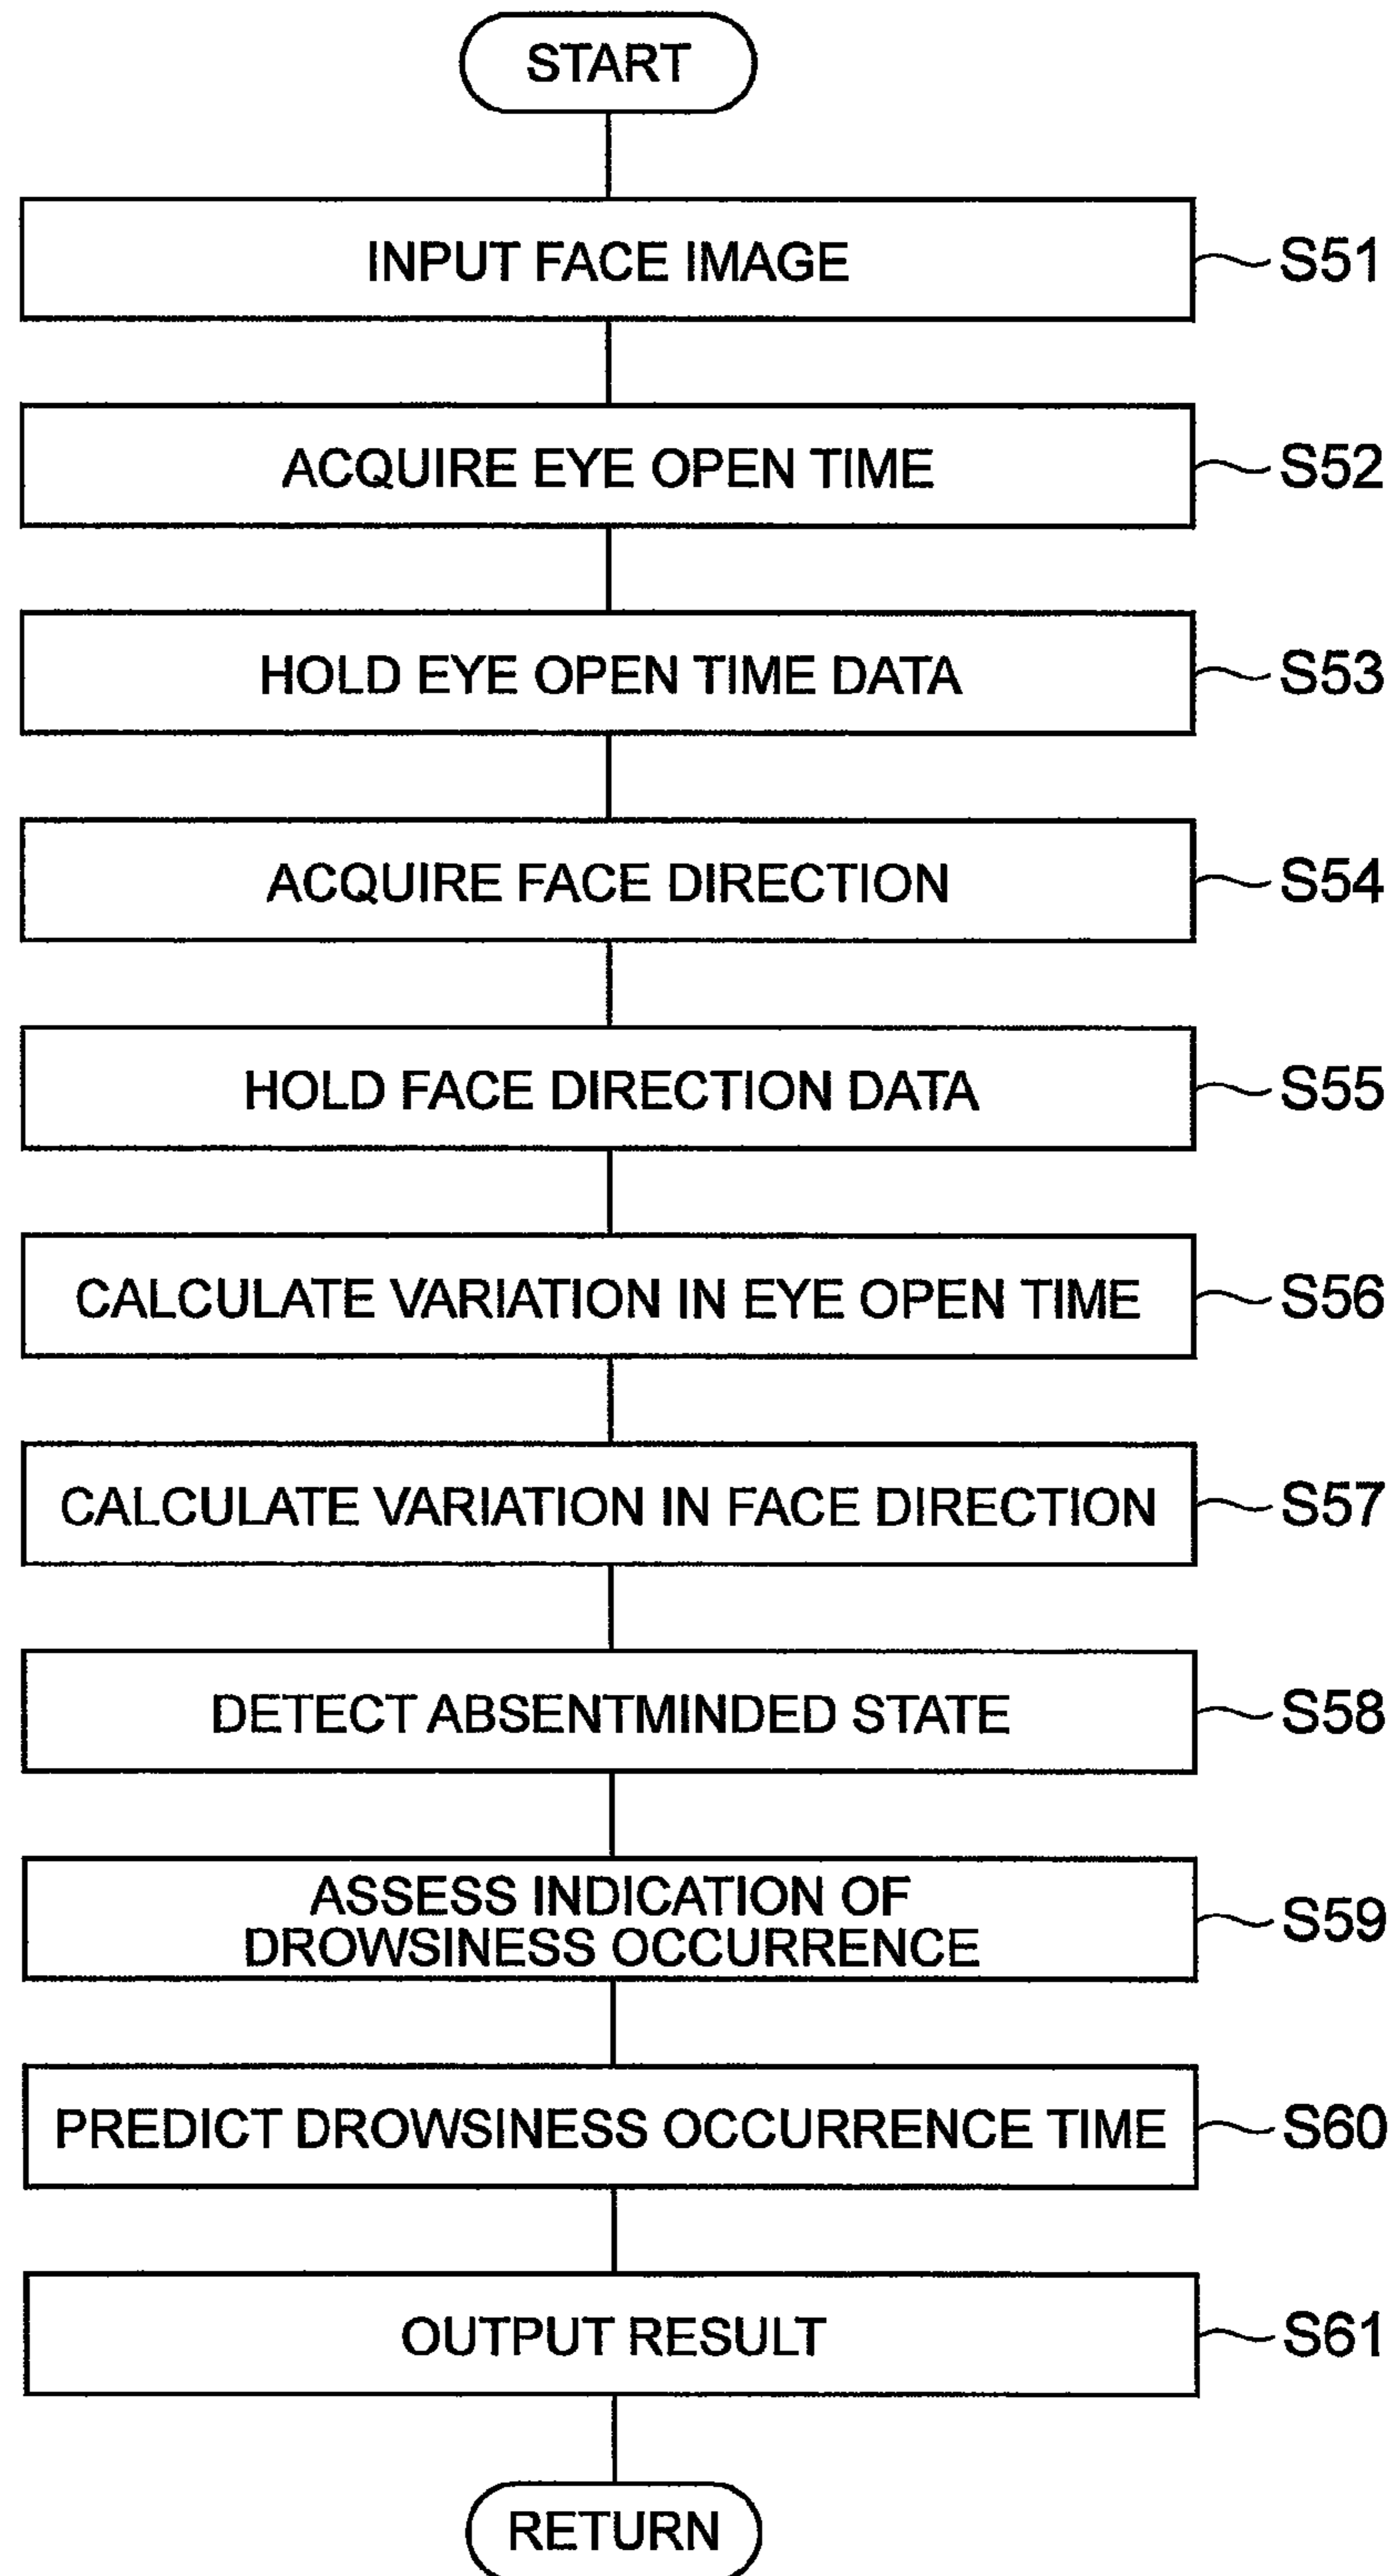 START
INPUT FACE IMAGE S51
ACQUIRE EYE OPEN TIME S52
HOLD EYE OPEN TIME DATA S53
ACQUIRE FACE DIRECTION S54
HOLD FACE DIRECTION DATA S55
CALCULATE VARIATION IN EYE OPEN TIME S56
CALCULATE VARIATION IN FACE DIRECTION S57
DETECT ABSENTMINDED STATE S58
ASSESS INDICATION OF
DROWSINESS OCCURRENCE S59
PREDICT DROWSINESS OCCURRENCE TIME S60
OUTPUT RESULT S61
RETURN